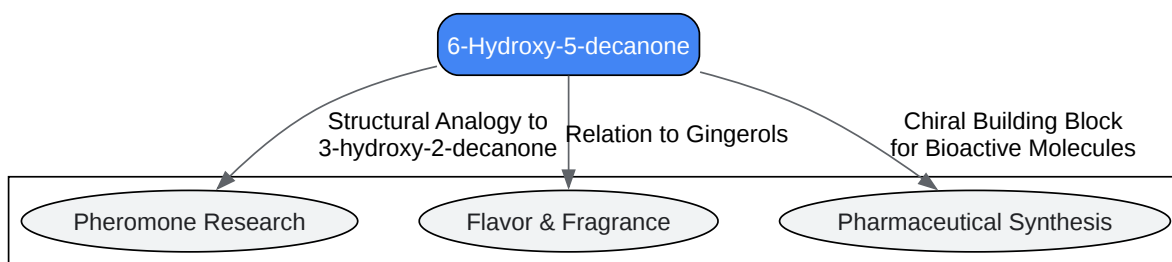 6-Hydroxy-5-decanone
Structural Analogy to
3-hydroxy-2-decanone
Relation to Gingerols
Chiral Building Block
for Bioactive Molecules
Pheromone Research
Flavor & Fragrance
Pharmaceutical Synthesis